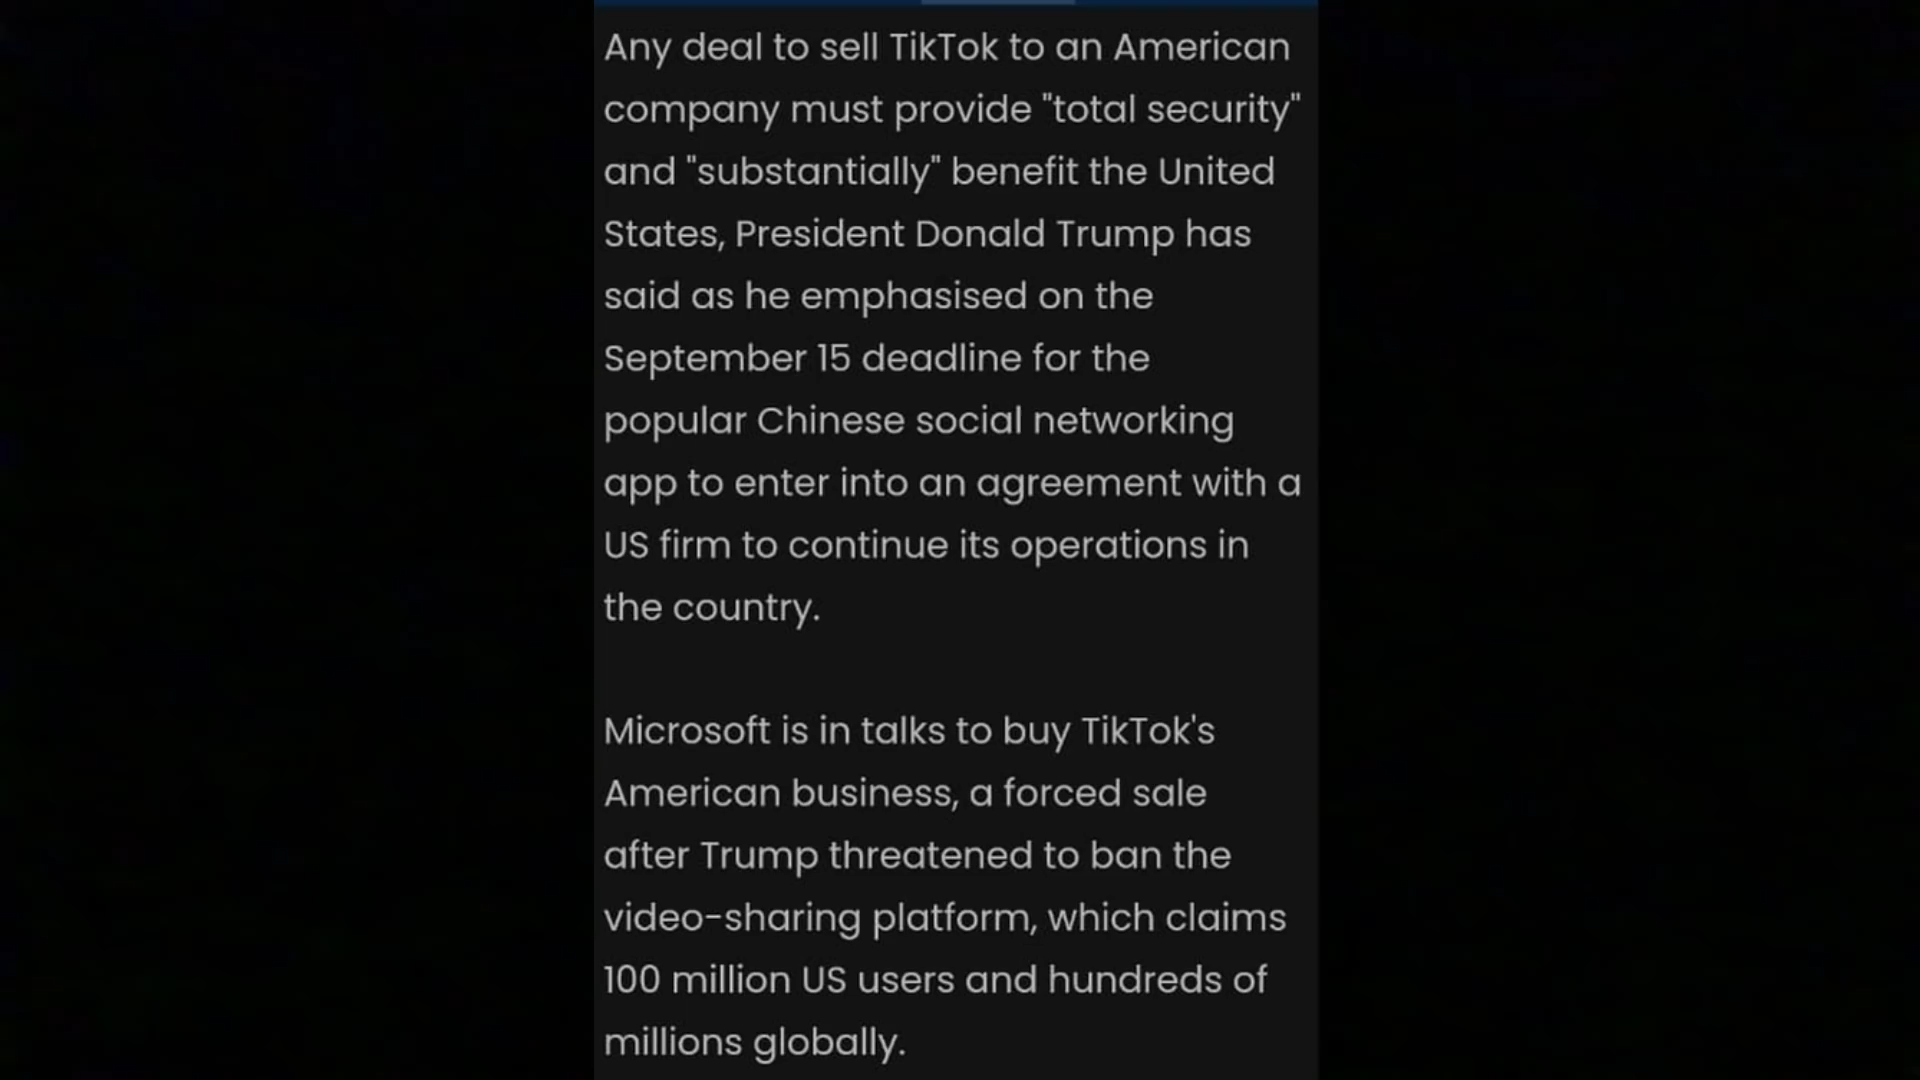 Any deal to sell TikTok to an American
company must provide "total security"
and "substantially" benefit the United
States, President Donald Trump has
said as he emphasised on the
September 15 deadline for the
popular Chinese social networking
app to enter into an agreement with a
US firm to continue its operations in
the country.
Microsoft is in talks to buy TikTok's
American business, a forced sale
after Trump threatened to ban the
video-sharing platform, which claims
100 million US users and hundreds of
millions globally.